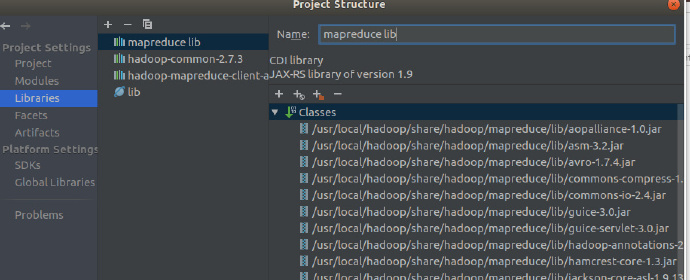 Project Structure
Project Settings
Project
Modules
Libraries
Facets
Artifacts
Platform Settings
SDKs
Global Libraries
Problems
mapreduce lib
hadoop-common-2.7.3
hadoop-mapreduce-client-a
lib
Name: mapreduce lib
CDI library
JAX-RS library of version 1.9
Classes
/usr/local/hadoop/share/hadoop/mapreduce/lib/aopalliance-1.0.jar
/usr/local/hadoop/share/hadoop/mapreduce/lib/asm-3.2.jar
/usr/local/hadoop/share/hadoop/mapreduce/lib/avro-1.7.4.jar
/usr/local/hadoop/share/hadoop/mapreduce/lib/commons-compress-1.
/usr/local/hadoop/share/hadoop/mapreduce/lib/commons-io-2.4.jar
/usr/local/hadoop/share/hadoop/mapreduce/lib/guice-3.0.jar
/usr/local/hadoop/share/hadoop/mapreduce/lib/guice-servlet-3.0.jar
/usr/local/hadoop/share/hadoop/mapreduce/lib/hadoop-annotations-2
/usr/local/hadoop/share/hadoop/mapreduce/lib/hamcrest-core-1.3.jar
/usr/local/hadoop/share/hadoop/mapreduce/lib/jackson-core-asl-1.9.13